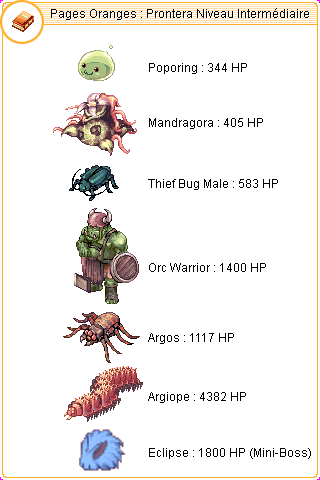 Pages Oranges : Prontera Niveau Intermédiaire
Poporing : 344 HP
Mandragora : 405 HP
Thief Bug Male : 583 HP
Orc Warrior : 1400 HP
Argos : 1117 HP
Argiope : 4382 HP
Eclipse : 1800 HP (Mini-Boss)